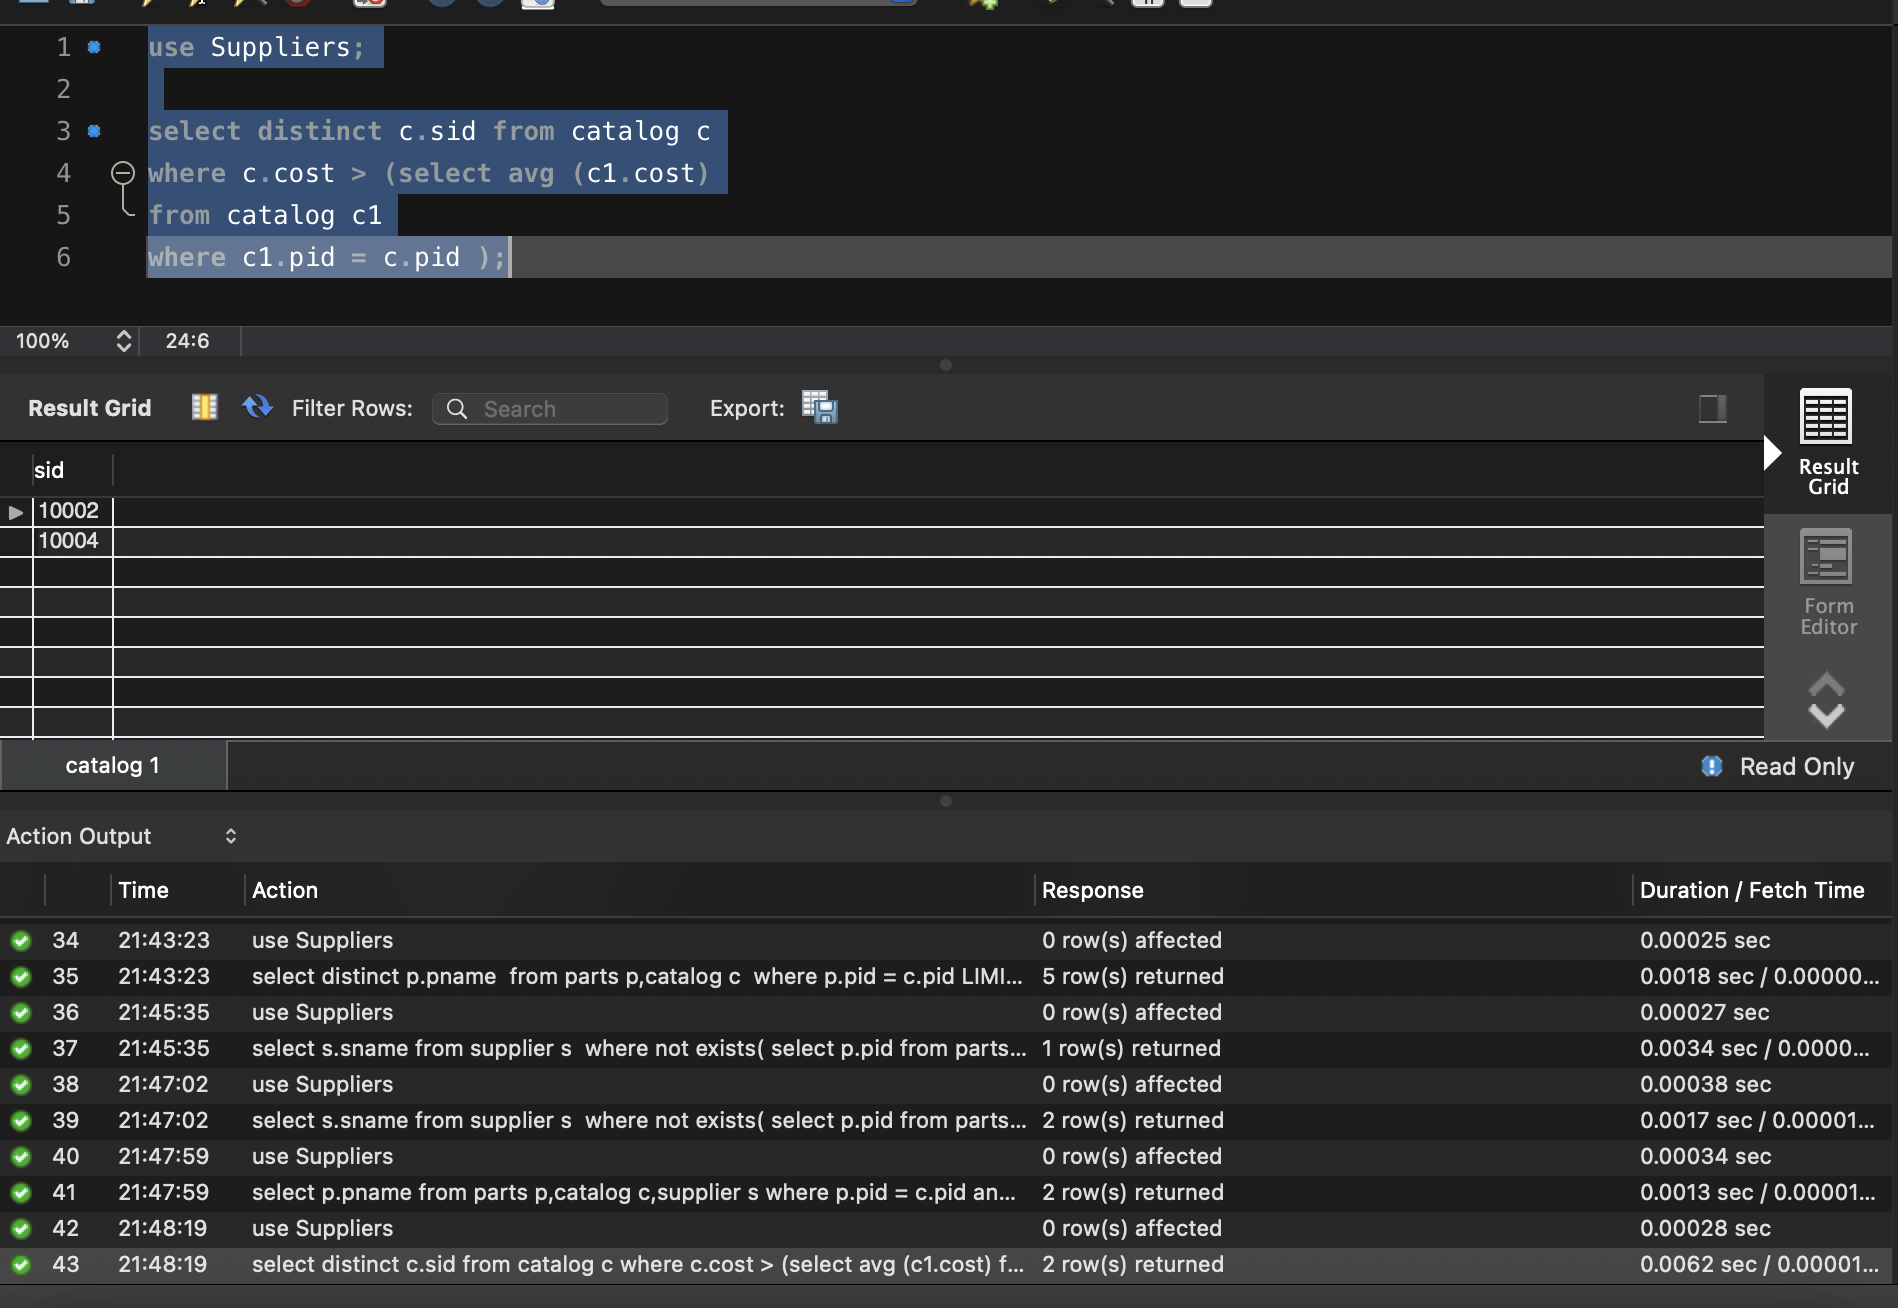 1 use Suppliers;
2
3 select distinct c.sid from catalog c
4 where c.cost > (select avg (c1.cost)
5 from catalog c1
6 where c1.pid = c.pid );
100% 24:6
Result Grid Filter Rows: Search Export:
sid
10002
10004
Result
Grid
Form
Editor
catalog 1 Read Only
Action Output
Time Action Response Duration / Fetch Time
34 21:43:23 use Suppliers 0 row(s) affected 0.00025 sec
35 21:43:23 select distinct p.pname  from parts p,catalog c  where p.pid = c.pid LIMI... 5 row(s) returned 0.0018 sec / 0.00000...
36 21:45:35 use Suppliers 0 row(s) affected 0.00027 sec
37 21:45:35 select s.sname from supplier s  where not exists( select p.pid from parts... 1 row(s) returned 0.0034 sec / 0.0000...
38 21:47:02 use Suppliers 0 row(s) affected 0.00038 sec
39 21:47:02 select s.sname from supplier s  where not exists( select p.pid from parts... 2 row(s) returned 0.0017 sec / 0.00001...
40 21:47:59 use Suppliers 0 row(s) affected 0.00034 sec
41 21:47:59 select p.pname from parts p,catalog c,supplier s where p.pid = c.pid an... 2 row(s) returned 0.0013 sec / 0.00001...
42 21:48:19 use Suppliers 0 row(s) affected 0.00028 sec
43 21:48:19 select distinct c.sid from catalog c where c.cost > (select avg (c1.cost) f... 2 row(s) returned 0.0062 sec / 0.00001...